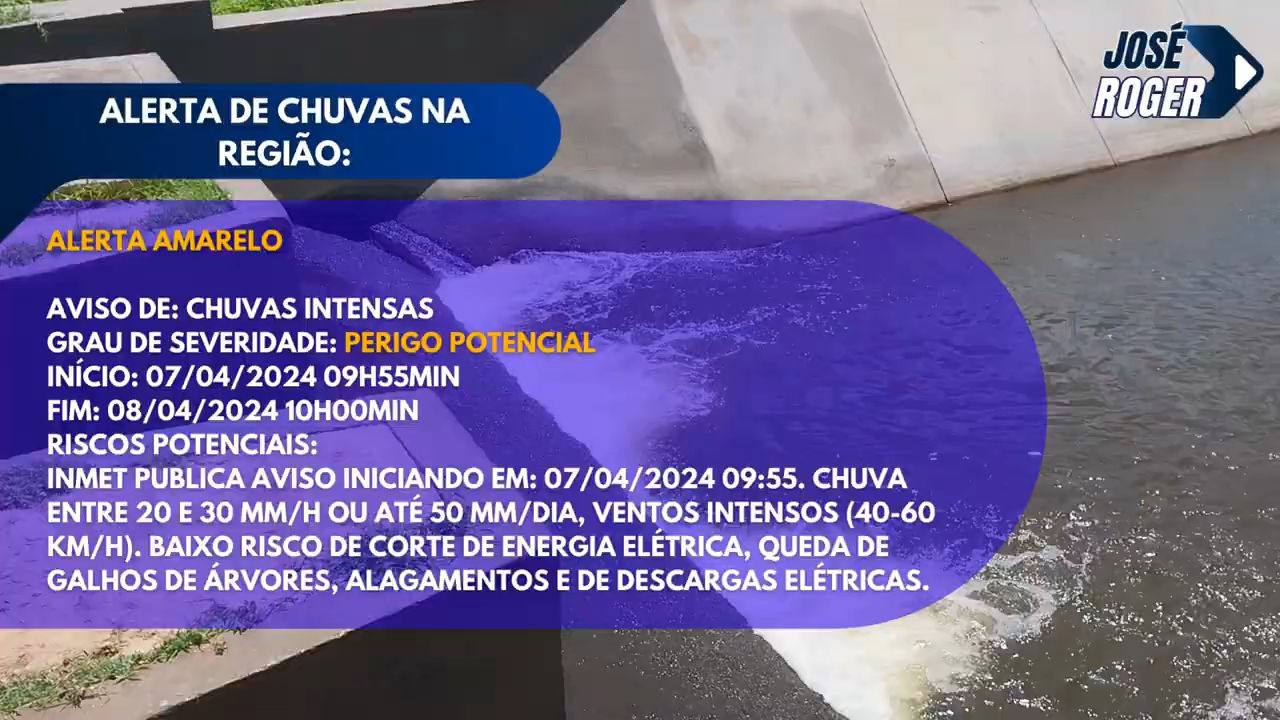 JOSÉ
ROGER
ALERTA DE CHUVAS NA
REGIÃO:
ALERTA AMARELO
AVISO DE: CHUVAS INTENSAS
GRAU DE SEVERIDADE: PERIGO POTENCIAL
INÍCIO: 07/04/2024 09H55MIN
FIM: 08/04/2024 10H00MIN
RISCOS POTENCIAIS:
INMET PUBLICA AVISO INICIANDO EM: 07/04/2024 09:55. CHUVA
ENTRE 20 E 30 MM/H OU ATÉ 50 MM/DIA, VENTOS INTENSOS (40-60
KM/H). BAIXO RISCO DE CORTE DE ENERGIA ELÉTRICA, QUEDA DE
GALHOS DE ÁRVORES, ALAGAMENTOS E DE DESCARGAS ELÉTRICAS.